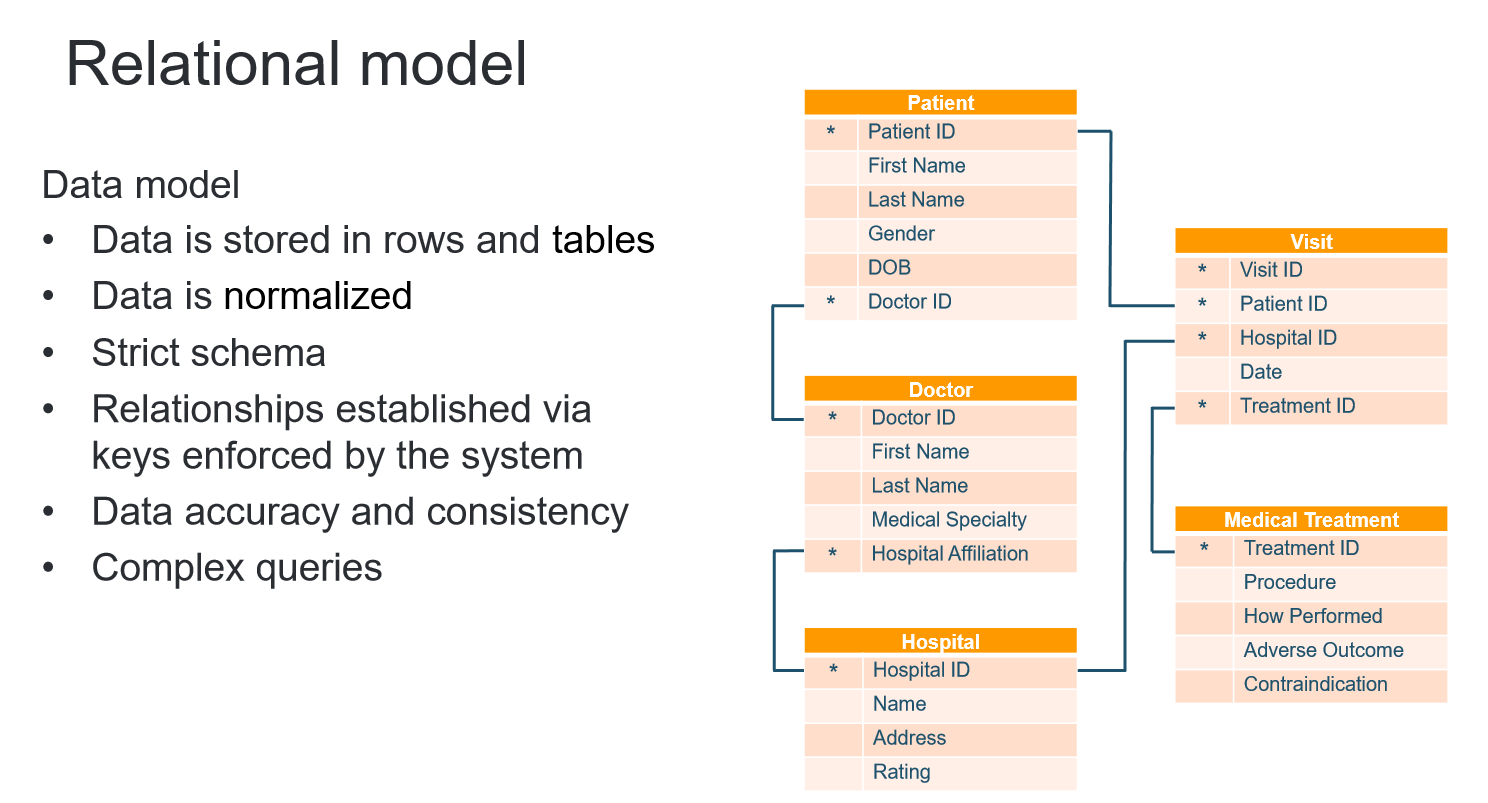 Relational model
Data model
• Data is stored in rows and tables
• Data is normalized
• Strict schema
• Relationships established via
keys enforced by the system
• Data accuracy and consistency
• Complex queries
Patient
* Patient ID
First Name
Last Name
Gender
DOB
* Doctor ID
Doctor
* Doctor ID
First Name
Last Name
Medical Specialty
* Hospital Affiliation
Hospital
* Hospital ID
Name
Address
Rating
Visit
* Visit ID
* Patient ID
* Hospital ID
Date
* Treatment ID
Medical Treatment
* Treatment ID
Procedure
How Performed
Adverse Outcome
Contraindication